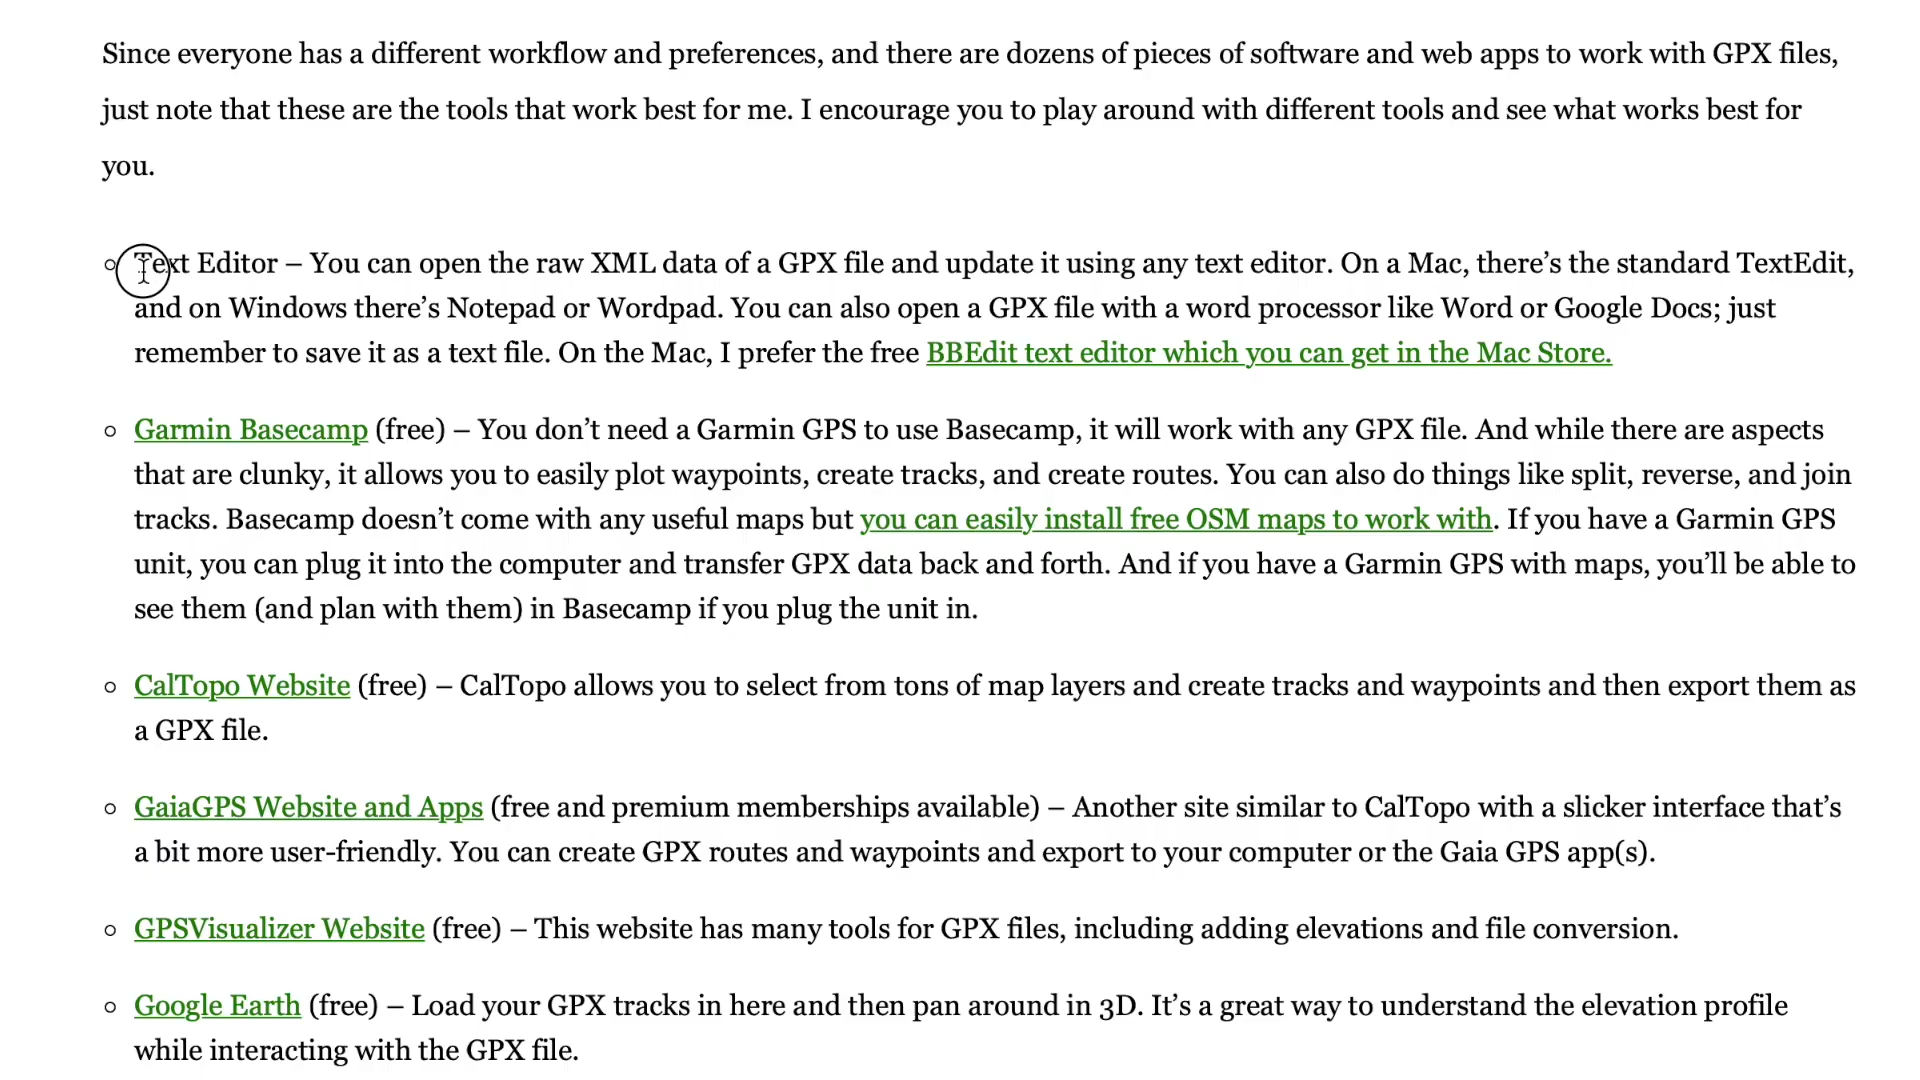 Since everyone has a different workflow and preferences, and there are dozens of pieces of software and web apps to work with GPX files,
just note that these are the tools that work best for me. I encourage you to play around with different tools and see what works best for
you.
Text Editor – You can open the raw XML data of a GPX file and update it using any text editor. On a Mac, there’s the standard TextEdit,
and on Windows there’s Notepad or Wordpad. You can also open a GPX file with a word processor like Word or Google Docs; just
remember to save it as a text file. On the Mac, I prefer the free BBEdit text editor which you can get in the Mac Store.
Garmin Basecamp (free) – You don’t need a Garmin GPS to use Basecamp, it will work with any GPX file. And while there are aspects
that are clunky, it allows you to easily plot waypoints, create tracks, and create routes. You can also do things like split, reverse, and join
tracks. Basecamp doesn’t come with any useful maps but you can easily install free OSM maps to work with. If you have a Garmin GPS
unit, you can plug it into the computer and transfer GPX data back and forth. And if you have a Garmin GPS with maps, you’ll be able to
see them (and plan with them) in Basecamp if you plug the unit in.
CalTopo Website (free) – CalTopo allows you to select from tons of map layers and create tracks and waypoints and then export them as
a GPX file.
GaiaGPS Website and Apps (free and premium memberships available) – Another site similar to CalTopo with a slicker interface that’s
a bit more user-friendly. You can create GPX routes and waypoints and export to your computer or the Gaia GPS app(s).
GPSVisualizer Website (free) – This website has many tools for GPX files, including adding elevations and file conversion.
Google Earth (free) – Load your GPX tracks in here and then pan around in 3D. It’s a great way to understand the elevation profile
while interacting with the GPX file.